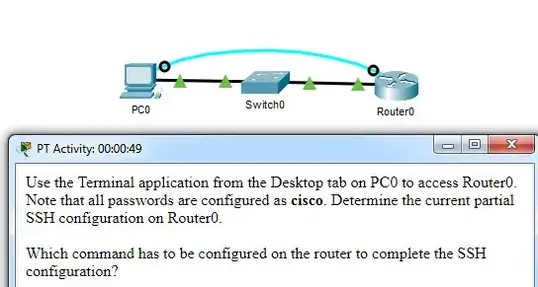 PC0
Switch0
Router0
PT Activity: 00:00:49
Use the Terminal application from the Desktop tab on PC0 to access Router0.
Note that all passwords are configured as cisco. Determine the current partial
SSH configuration on Router0.
Which command has to be configured on the router to complete the SSH
configuration?